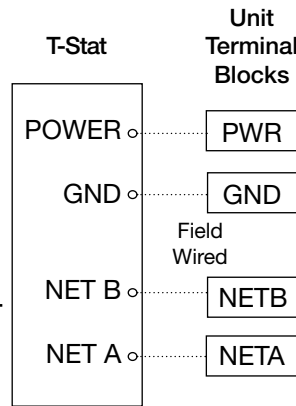 T-Stat
Unit
Terminal
Blocks
POWER
PWR
GND
GND
Field
Wired
NET B
NETB
NET A
NETA